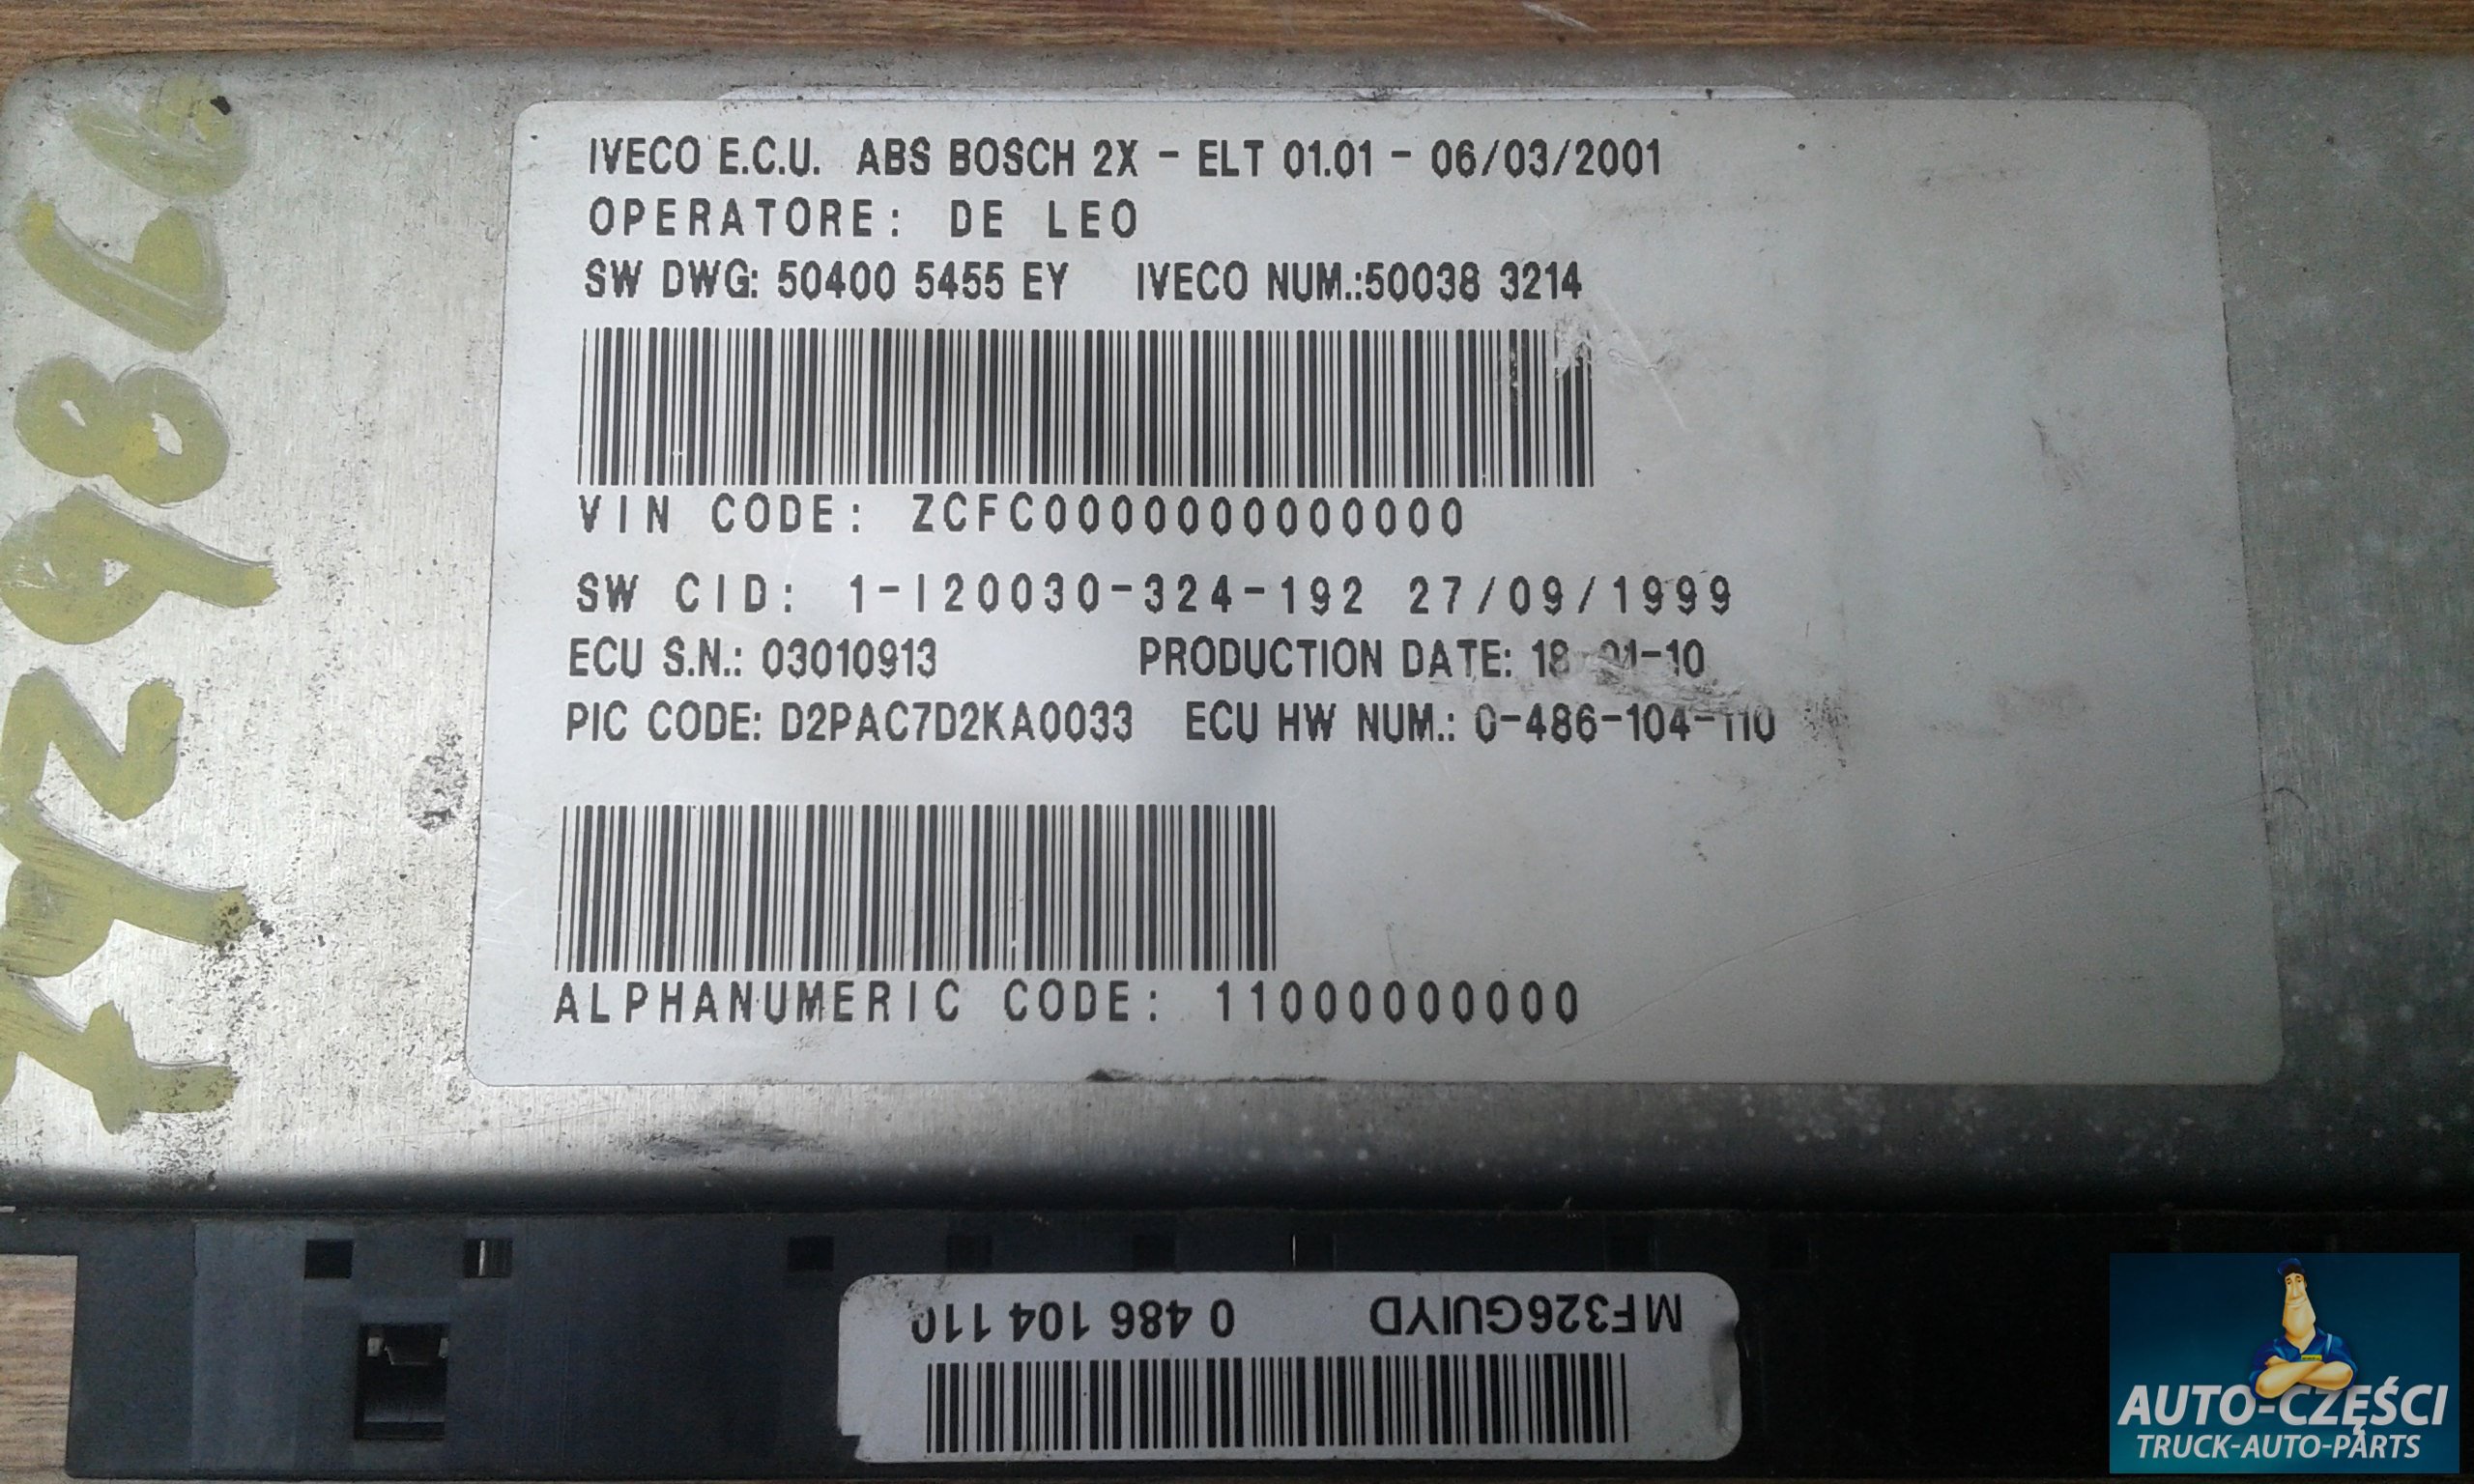 IVECO E.C.U. ABS BOSCH 2X - ELT 01.01 - 06/03/2001
OPERATORE: DE LEO
SW DWG: 50400 5455 EY IVECO NUM.:50038 3214
VIN CODE: ZCFC0000000000000
SW CID: 1-I20030-324-192 27/09/1999
ECU S.N.: 03010913 PRODUCTION DATE:
PIC CODE: D2PAC7D2KA0033 ECU HW NUM.: 0-486-104-110
ALPHANUMERIC CODE: 11000000000
MF326GUIYD 0 486 104 110
AUTO-CZĘŚCI
TRUCK-AUTO-PARTS